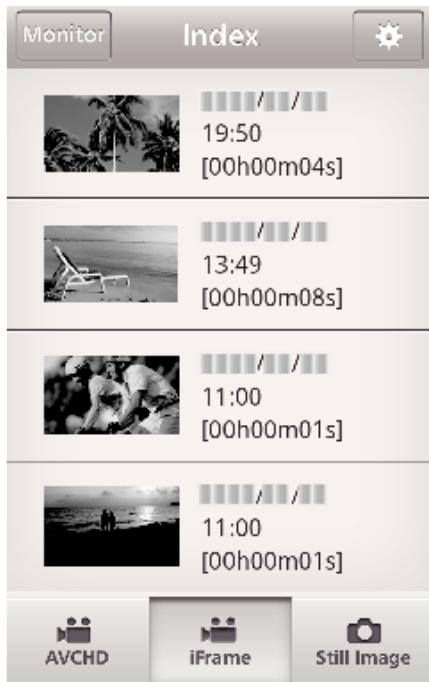 Monitor
Index
19:50
[00h00m04s]
13:49
[00h00m08s]
11:00
[00h00m01s]
11:00
[00h00m01s]
AVCHD
iFrame
Still Image